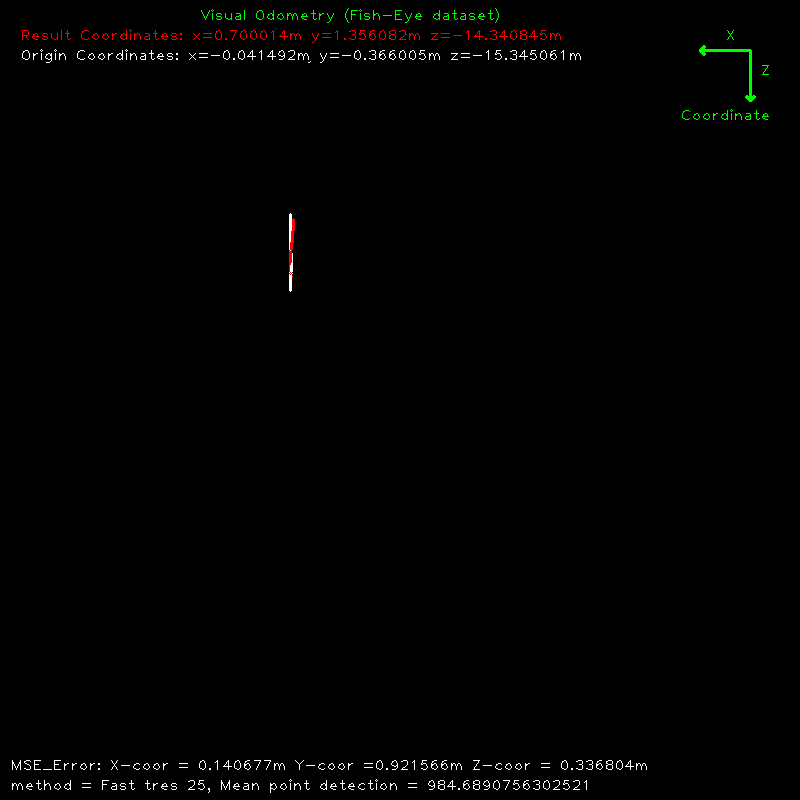 Visual Odometry (Fish-Eye dataset)
Result Coordinates: x=0.700014m y=1.356082m z=-14.340845m
Origin Coordinates: x=-0.041492m y=-0.366005m z=-15.345061m
X
Z
Coordinate
MSE_Error: X-coor = 0.140677m Y-coor =0.921566m Z-coor = 0.336804m
method = Fast tres 25, Mean point detection = 984.6890756302521